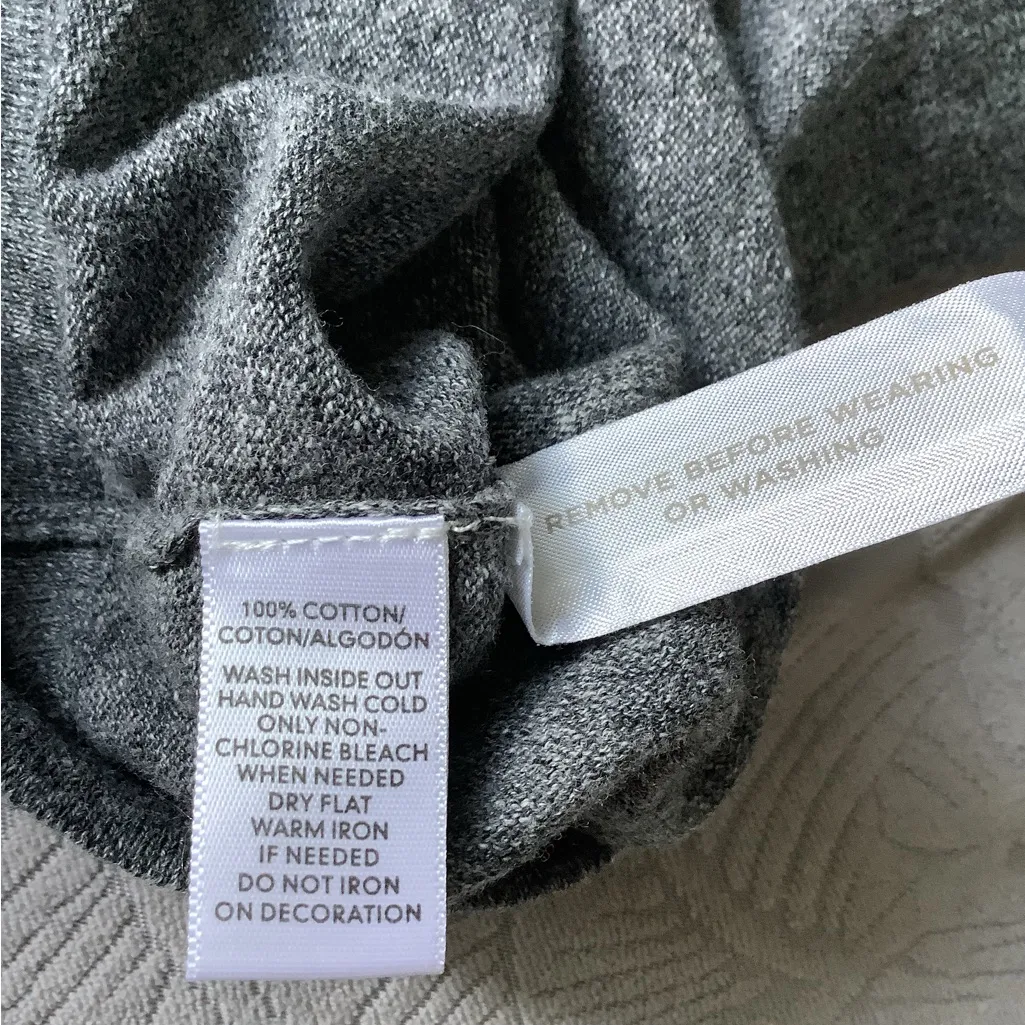 100% COTTON/
COTON/ALGODÓN
WASH INSIDE OUT
HAND WASH COLD
ONLY NON-
CHLORINE BLEACH
WHEN NEEDED
DRY FLAT
WARM IRON
IF NEEDED
DO NOT IRON
ON DECORATION
REMOVE BEFORE WEARING
OR WASHING